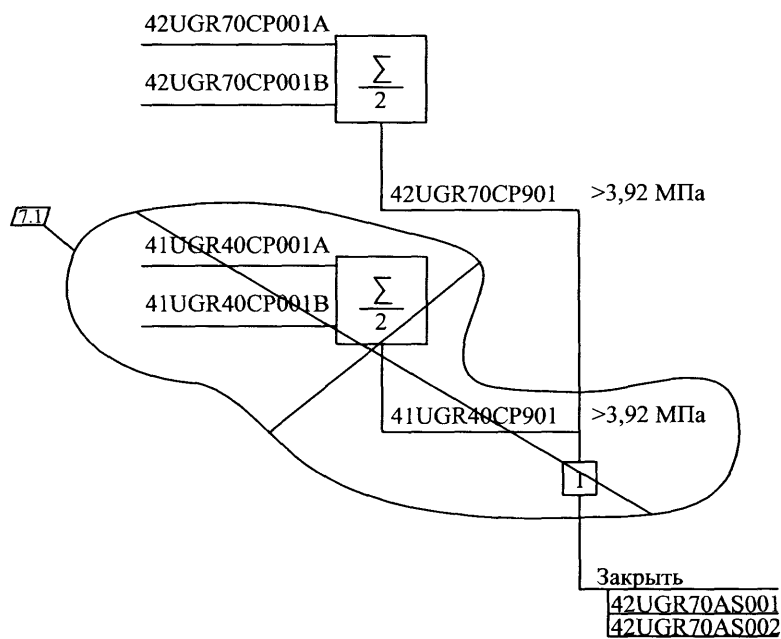 42UGR70CP001A
42UGR70CP001B
Σ
2
42UGR70CP901 >3,92 МПа
7.1
41UGR40CP001A
41UGR40CP001B
Σ
2
41UGR40CP901 >3,92 МПа
1
Закрыть
42UGR70AS001
42UGR70AS002